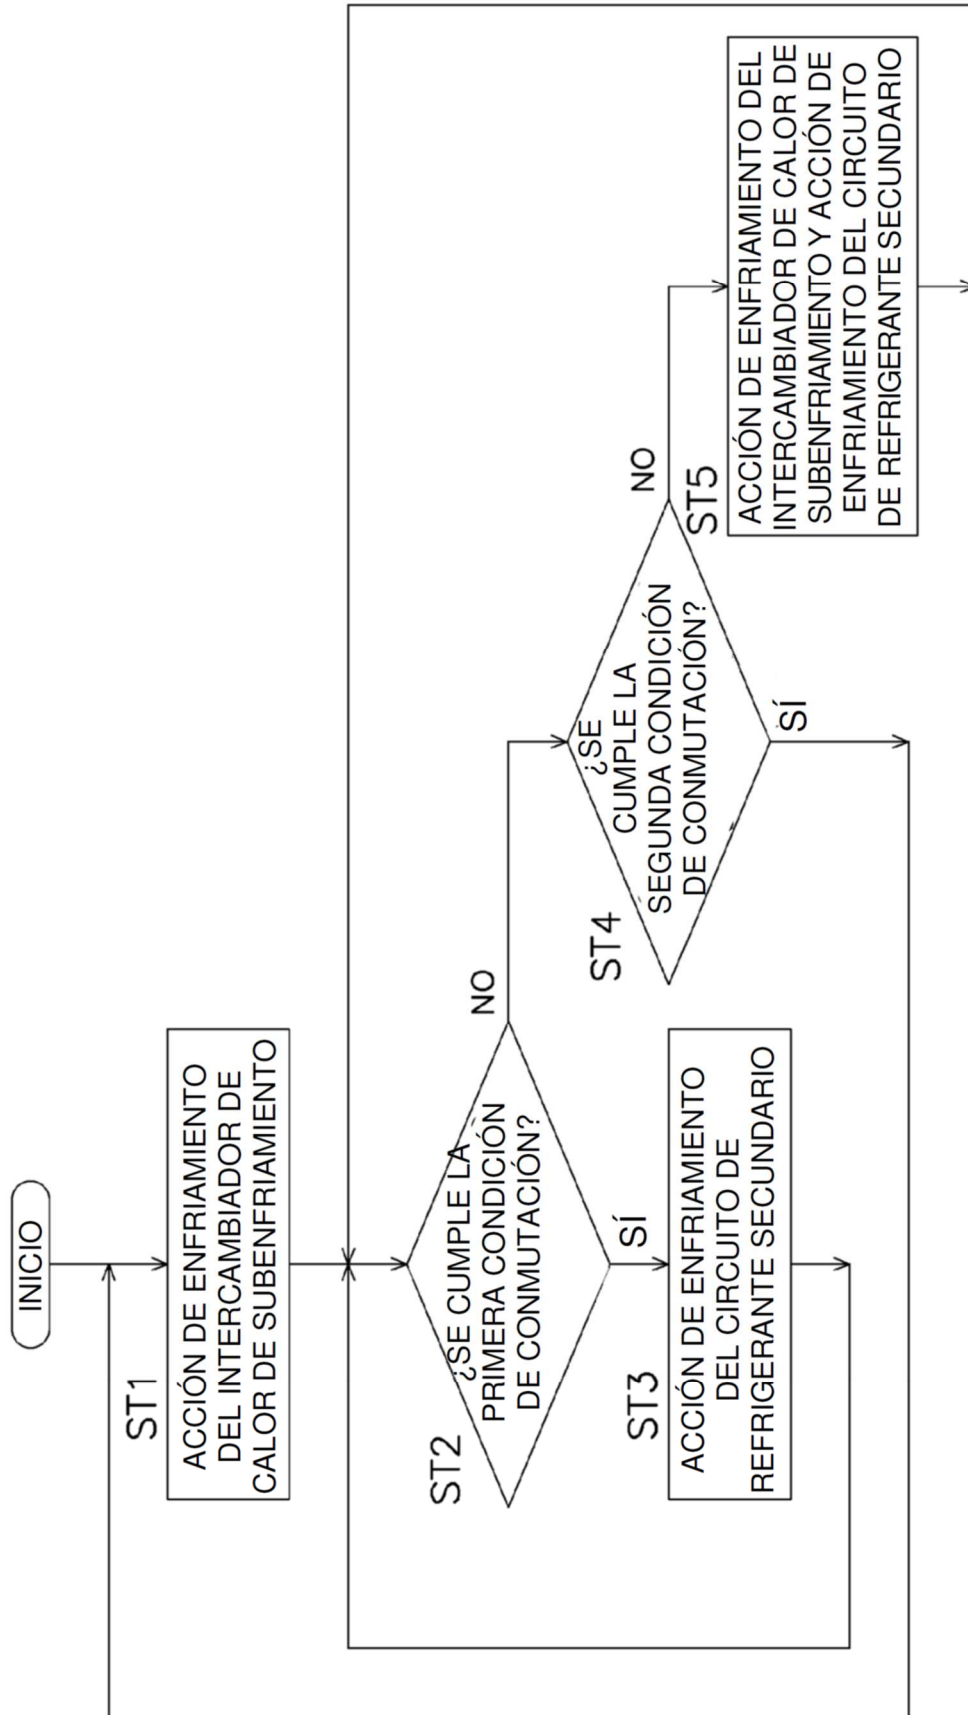 INICIO
ST1
ACCIÓN DE ENFRIAMIENTO
DEL INTERCAMBIADOR DE
CALOR DE SUBENFRIAMIENTO
ST2
¿SE CUMPLE LA
PRIMERA CONDICIÓN
DE CONMUTACIÓN?
NO
SÍ
ST3
ACCIÓN DE ENFRIAMIENTO
DEL CIRCUITO DE
REFRIGERANTE SECUNDARIO
ST4
¿SE
CUMPLE LA
SEGUNDA CONDICIÓN
DE CONMUTACIÓN?
NO
SÍ
ST5
ACCIÓN DE ENFRIAMIENTO DEL
INTERCAMBIADOR DE CALOR DE
SUBENFRIAMIENTO Y ACCIÓN DE
ENFRIAMIENTO DEL CIRCUITO
DE REFRIGERANTE SECUNDARIO